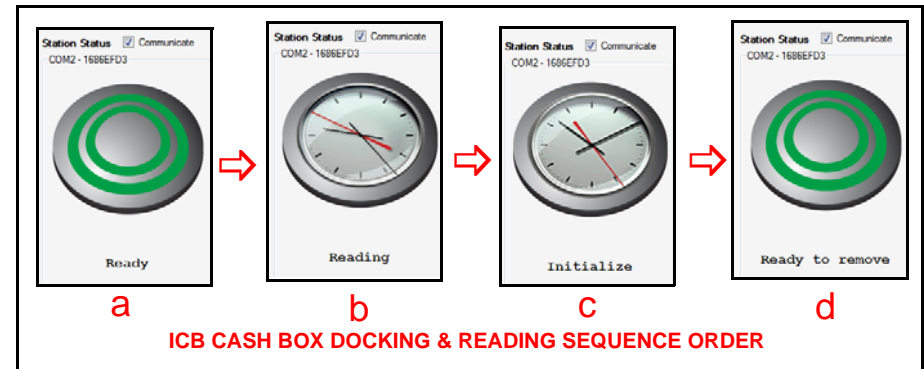 Station Status Communicate
COM2 - 1686EFD3
Ready
a
Station Status Communicate
COM2 - 1686EFD3
Reading
b
Station Status Communicate
COM2 - 1686EFD3
Initialize
c
Station Status Communicate
COM2 - 1686EFD3
Ready to remove
d
ICB CASH BOX DOCKING & READING SEQUENCE ORDER